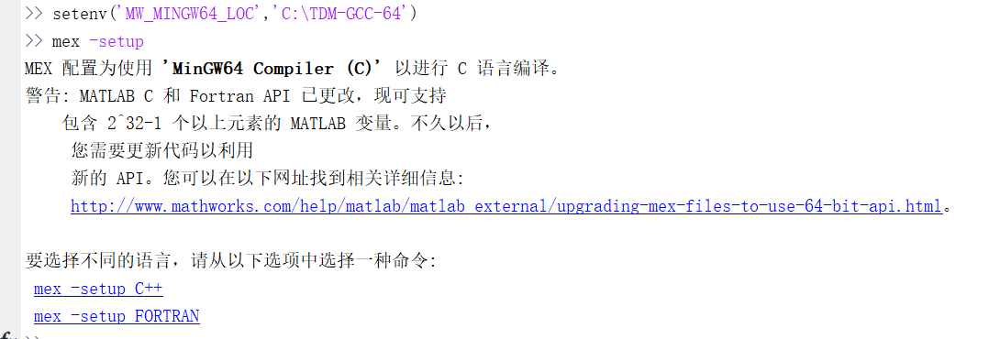 >> setenv('MW_MINGW64_LOC','C:\TDM-GCC-64')
>> mex -setup
MEX 配置为使用 'MinGW64 Compiler (C)' 以进行 C 语言编译。
警告: MATLAB C 和 Fortran API 已更改，现可支持
包含 2^32-1 个以上元素的 MATLAB 变量。不久以后，
您需要更新代码以利用
新的 API。您可以在以下网址找到相关详细信息:
http://www.mathworks.com/help/matlab/matlab_external/upgrading-mex-files-to-use-64-bit-api.html。
要选择不同的语言，请从以下选项中选择一种命令:
mex -setup C++
mex -setup FORTRAN